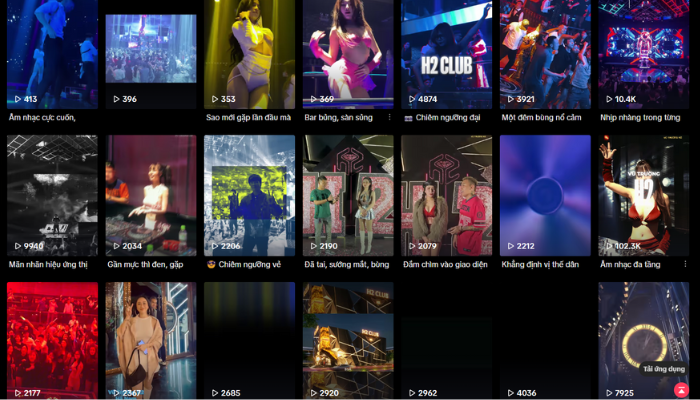 413
396
353
369
H2 CLUB
4874
3921
10.4K
Âm nhạc cực cuốn,
Sao mới gặp lần đầu mà
Bar bủng, sàn sủng
Chiêm ngưỡng đại
Một đêm bùng nổ cảm
Nhịp nhàng trong từng
9940
2034
2206
2190
2079
2212
VŨ TRƯỜNG
H2
102.3K
Mãn nhãn hiệu ứng thị
Gần mực thì đen, gặp
Chiêm ngưỡng vẻ
Đã tai, sướng mắt, bùng
Đắm chìm vào giao diện
Khẳng định vị thế dân
Âm nhạc đa tầng
H2 CLUB
H2 CLUB
Tải ứng dụng
2177
2367
2685
2920
2962
4036
7925